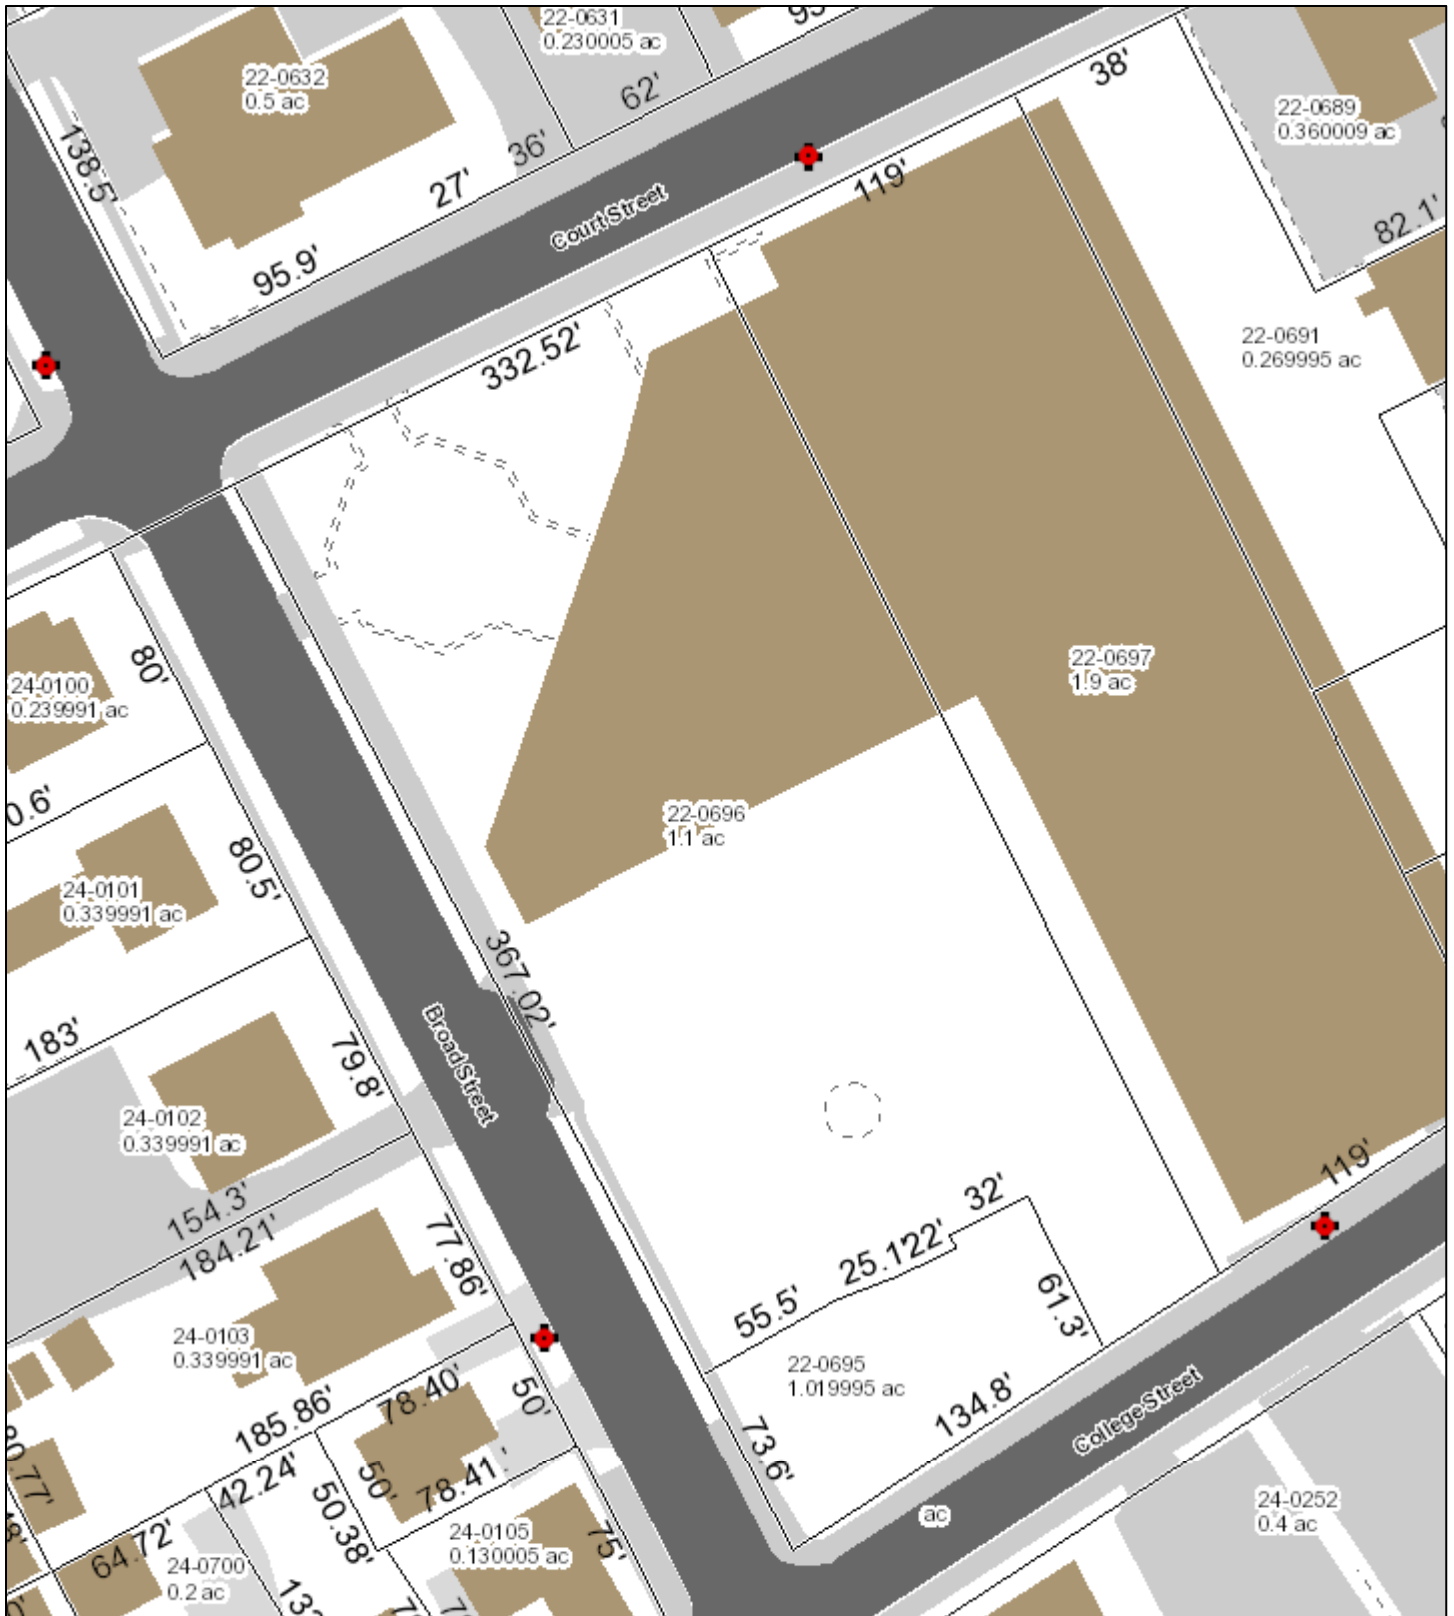 22-0631
0.230005 ac
22-0632
0.5 ac
62'
38'
22-0689
0.360009 ac
138.5'
36'
27'
119'
Court Street
82.1'
95.9'
332.52'
22-0691
0.269995 ac
80'
24-0100
0.239991 ac
22-0697
1.9 ac
0.6'
22-0696
1.1 ac
80.5'
24-0101
0.339991 ac
367.02'
183'
79.8'
Broad Street
24-0102
0.339991 ac
154.3'
184.21'
119'
32'
25.122'
77.86'
55.5'
61.3'
24-0103
0.339991 ac
22-0695
1.019995 ac
185.86'
78.40'
50'
134.8'
College Street
73.6'
42.24'
50'
78.41'
50.38'
24-0252
0.4 ac
ac
64.72'
24-0105
0.130005 ac
75'
24-0700
0.2 ac